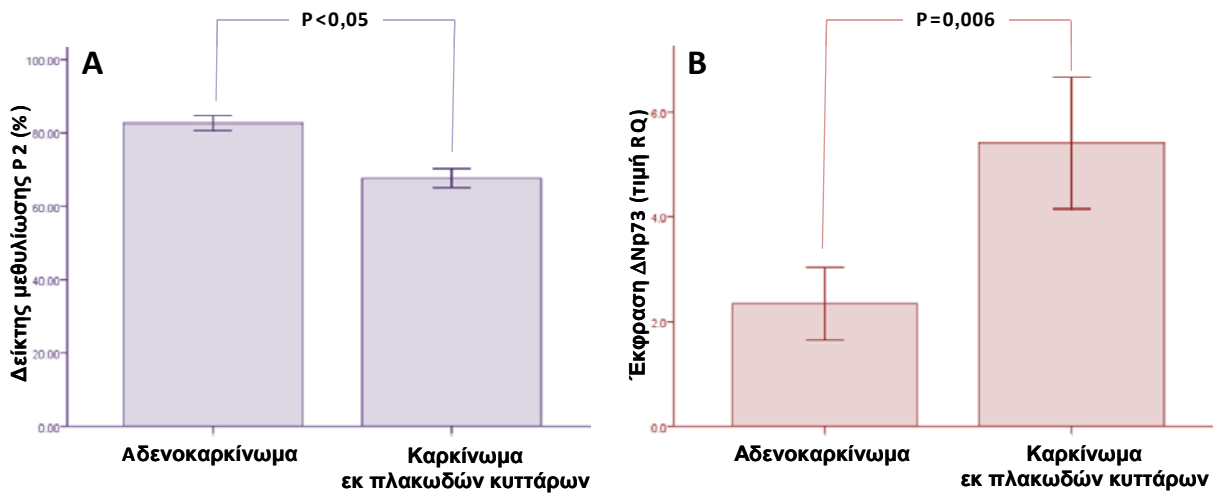 P<0,05
A
Δείκτης μεθυλίωσης P2 (%)
100.00
80.00
60.00
40.00
20.00
0.00
Αδενοκαρκίνωμα
Καρκίνωμα
εκ πλακωδών κυττάρων
P=0,006
B
Έκφραση ΔNp73 (τιμή RQ)
6.0
4.0
2.0
0.0
Αδενοκαρκίνωμα
Καρκίνωμα
εκ πλακωδών κυττάρων